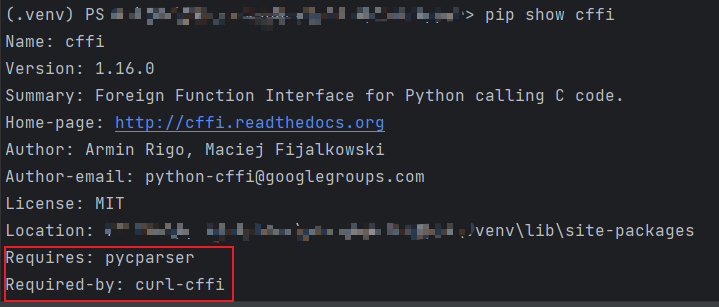 (.venv) PS > pip show cffi
Name: cffi
Version: 1.16.0
Summary: Foreign Function Interface for Python calling C code.
Home-page: http://cffi.readthedocs.org
Author: Armin Rigo, Maciej Fijalkowski
Author-email: python-cffi@googlegroups.com
License: MIT
Location: venv\lib\site-packages
Requires: pycparser
Required-by: curl-cffi